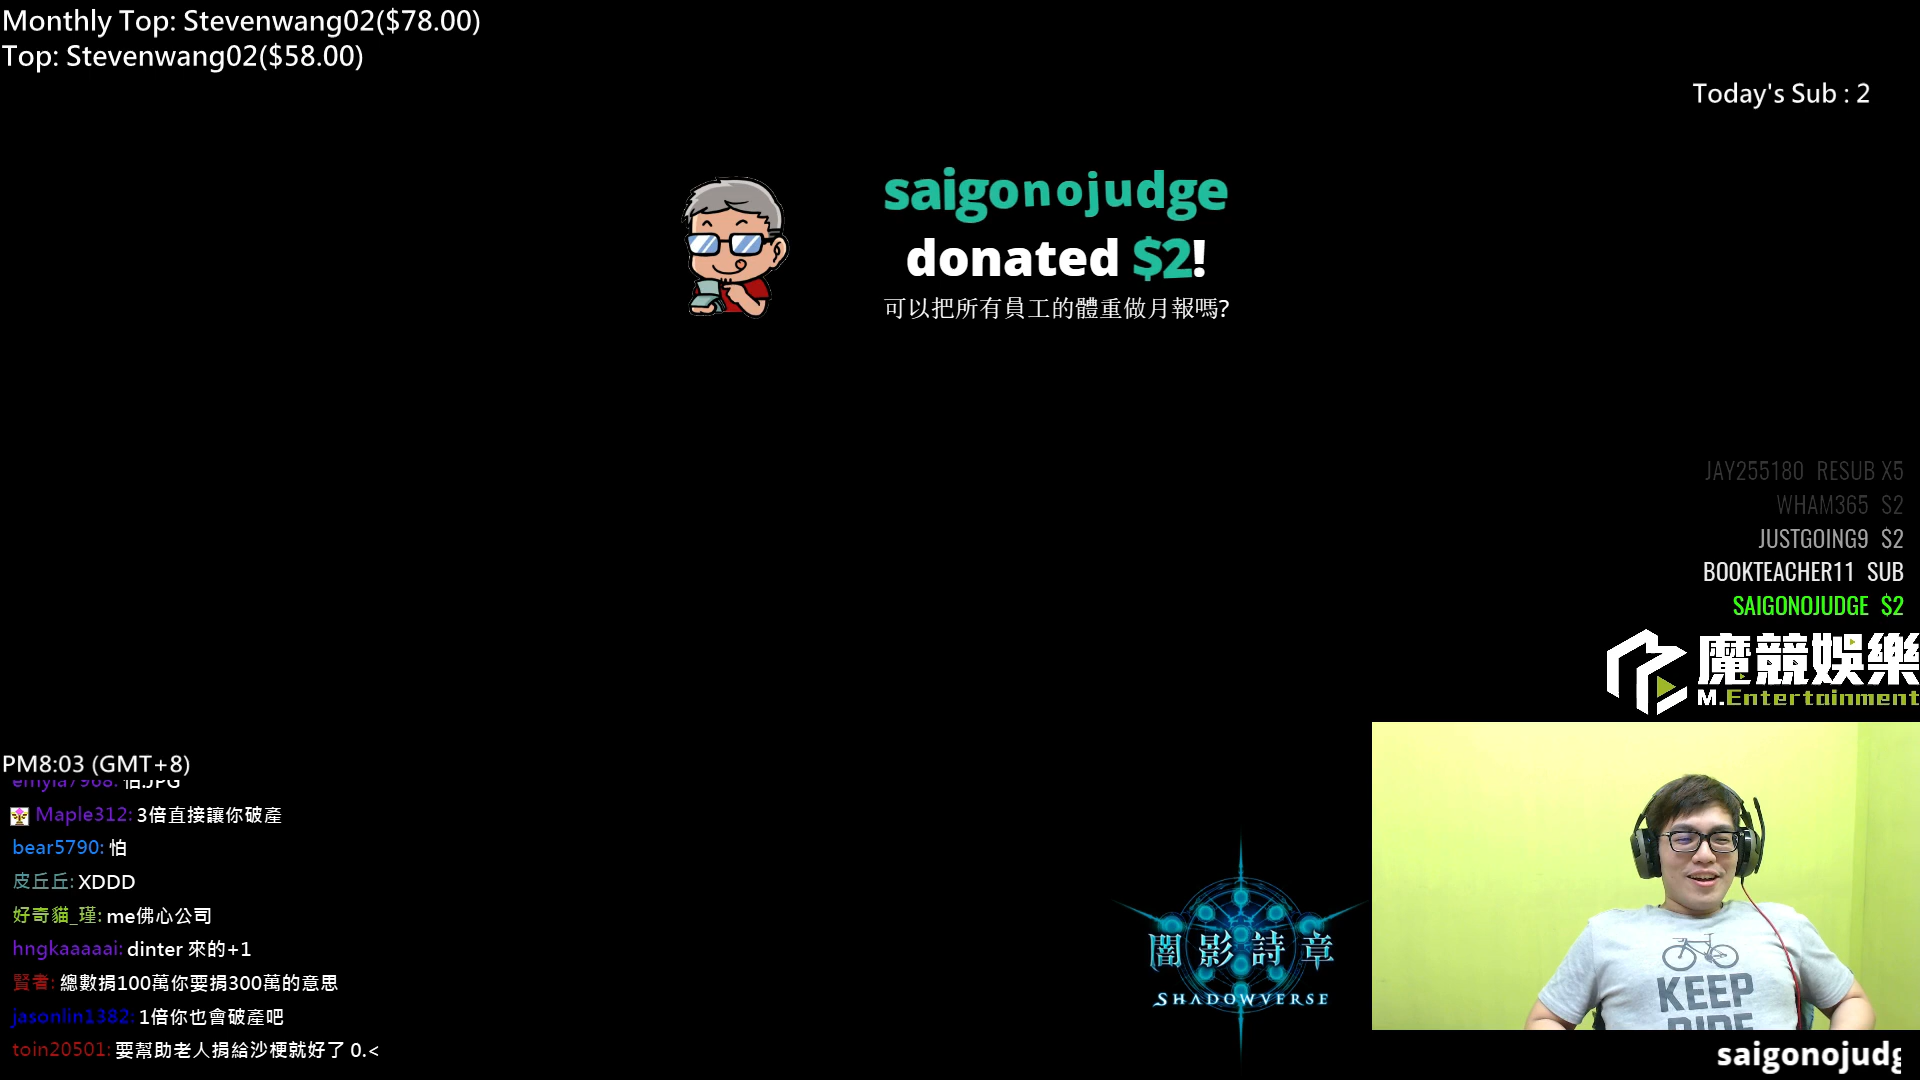 Monthly Top: Stevenwang02($78.00)
Top: Stevenwang02($58.00)
Today's Sub : 2
saigonojudge
donated $2!
可以把所有員工的體重做月報嗎?
JAY255180 RESUB X5
WHAM365 $2
JUSTGOING9 $2
BOOKTEACHER11 SUB
SAIGONOJUDGE $2
魔競娛樂
M.Entertainment
PM8:03 (GMT+8)
emyla7968: 怕.JPG
Maple312: 3倍直接讓你破產
bear5790: 怕
皮丘丘: XDDD
好奇貓_瑾: me佛心公司
hngkaaaaai: dinter 來的+1
賢者: 總數捐100萬你要捐300萬的意思
jasonlin1382: 1倍你也會破產吧
toin20501: 要幫助老人捐給沙梗就好了 0.<
闇影詩章
SHADOWVERSE
KEEP
RIDE
saigonojudg